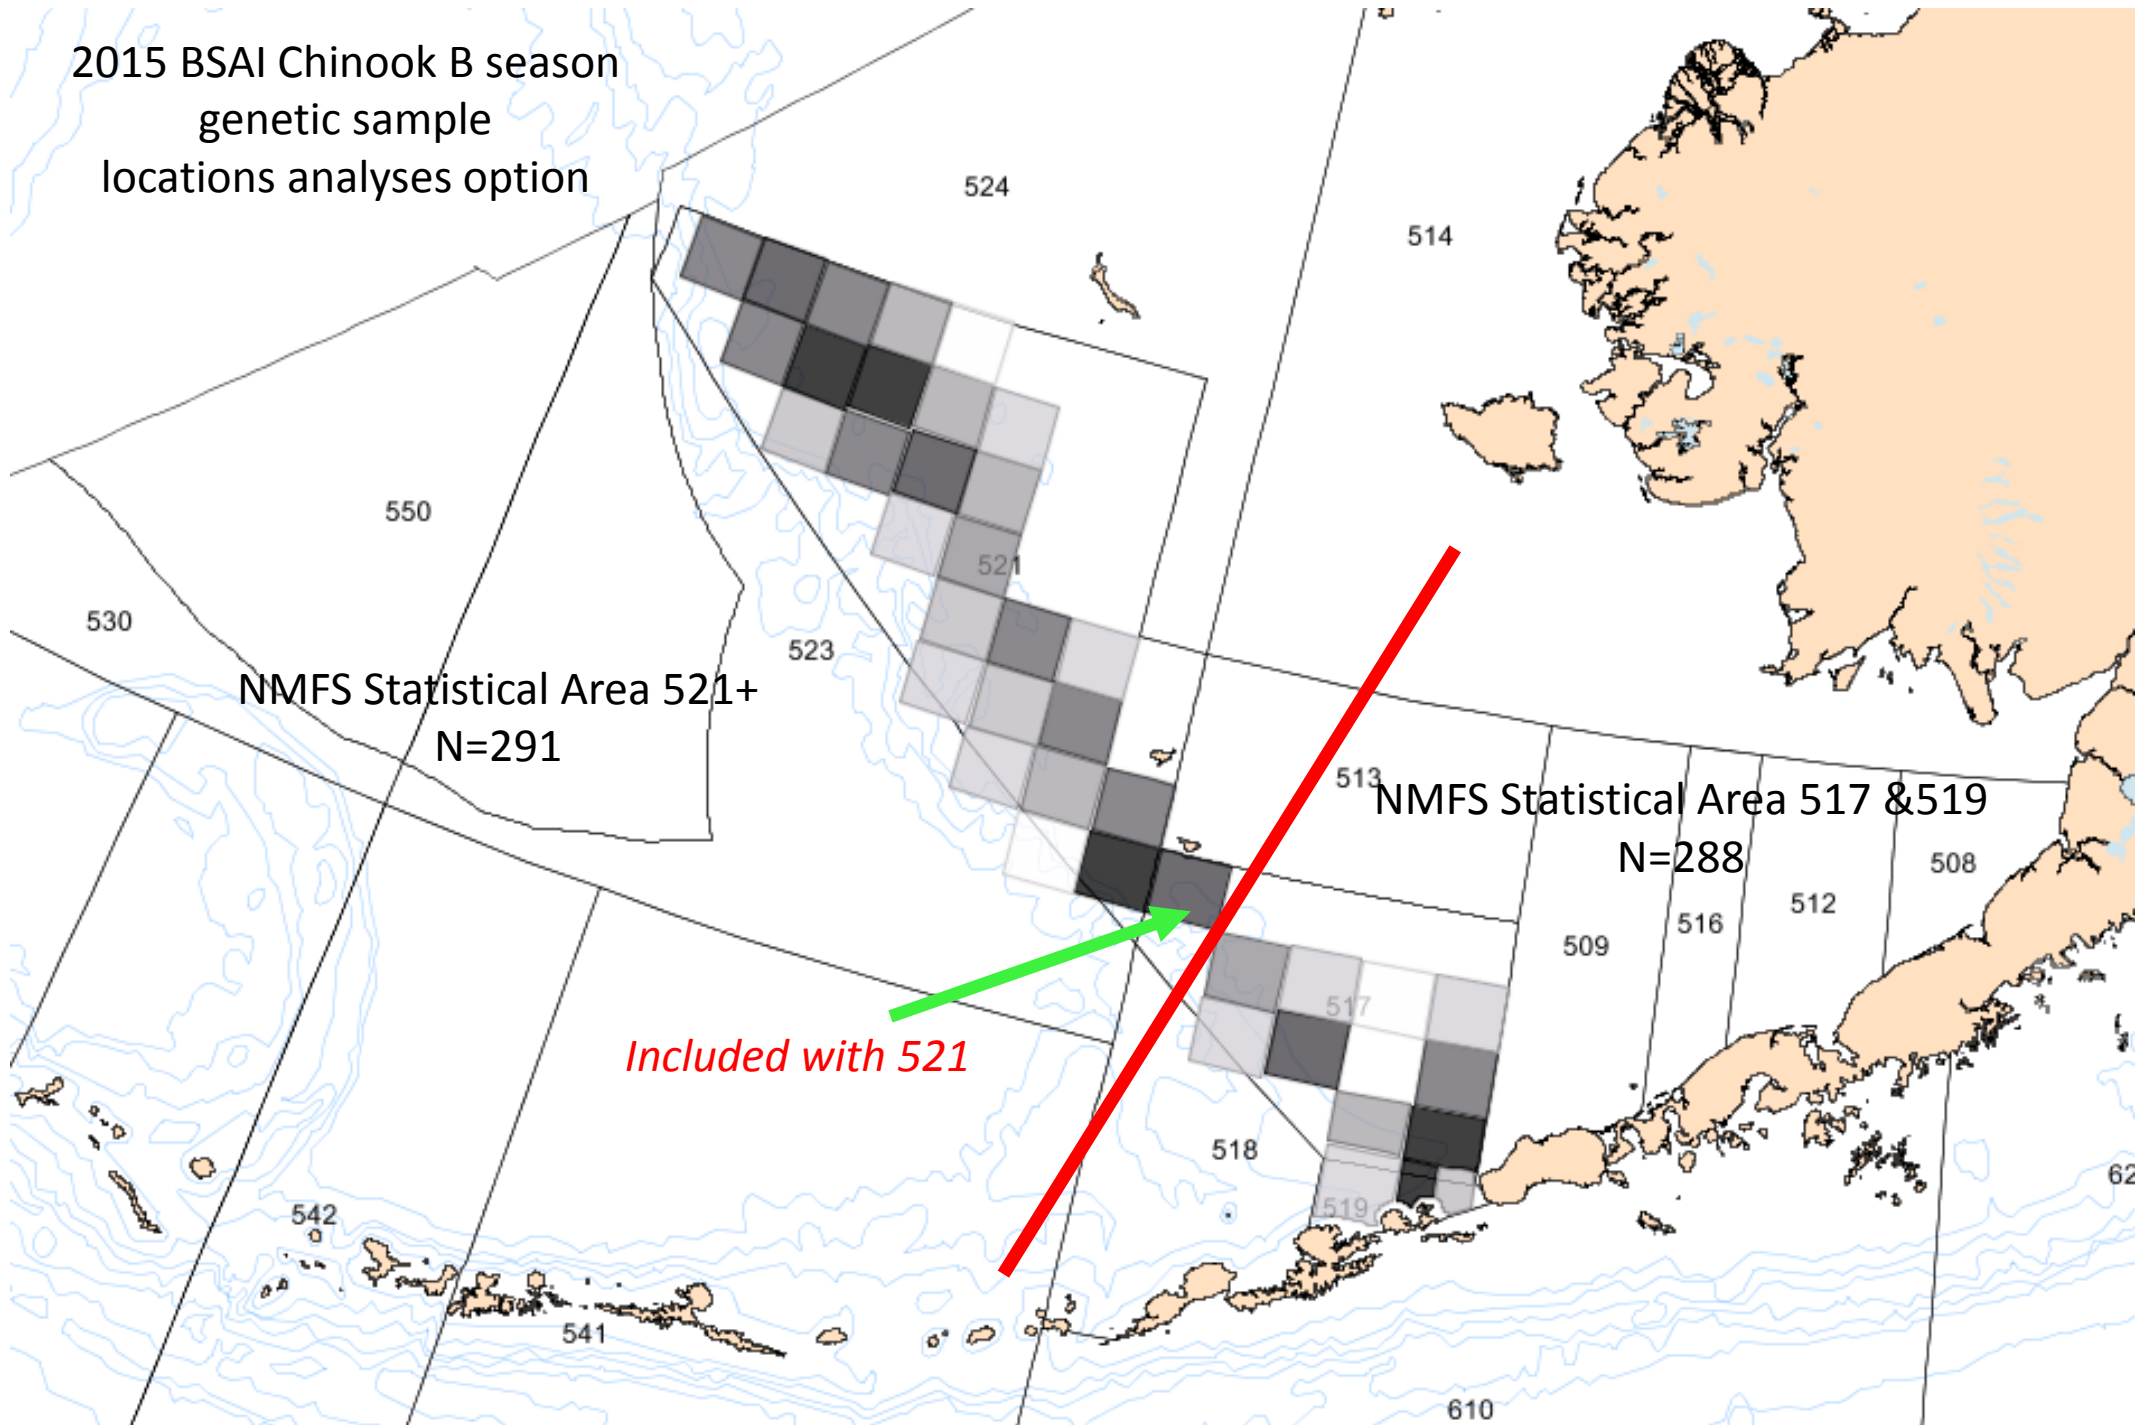 2015 BSAI Chinook B season
genetic sample
locations analyses option
524
514
550
521
530
523
NMFS Statistical Area 521+
N=291
513
NMFS Statistical Area 517 &519
N=288
508
512
516
509
517
Included with 521
518
519
542
541
610
62